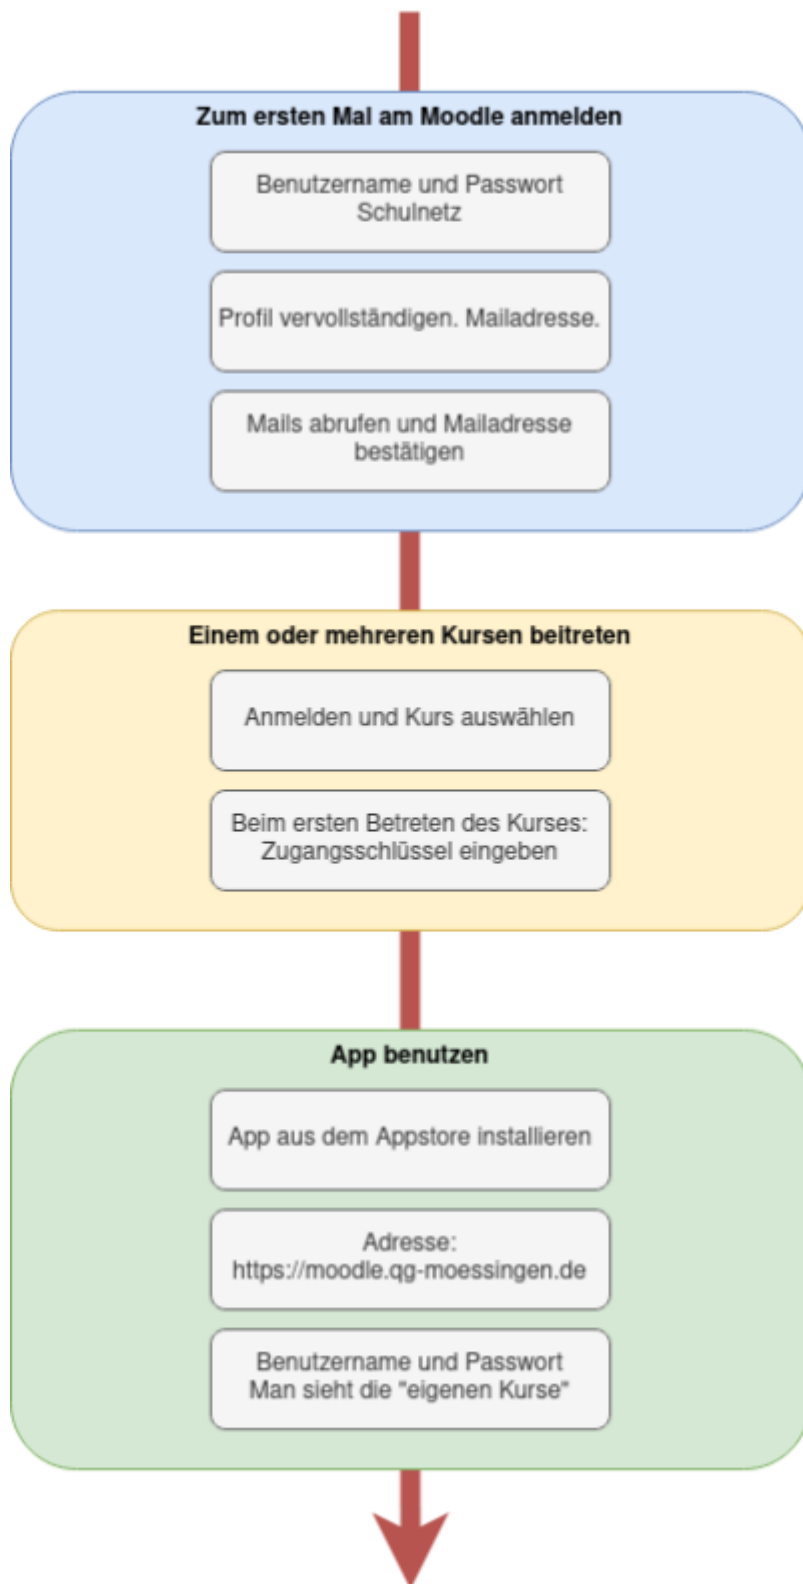 Zum ersten Mal am Moodle anmelden
Benutzername und Passwort
Schulnetz
Profil vervollständigen. Mailadresse.
Mails abrufen und Mailadresse
bestätigen
Einem oder mehreren Kursen beitreten
Anmelden und Kurs auswählen
Beim ersten Betreten des Kurses:
Zugangsschlüssel eingeben
App benutzen
App aus dem Appstore installieren
Adresse:
https://moodle.qg-moessingen.de
Benutzername und Passwort
Man sieht die "eigenen Kurse"